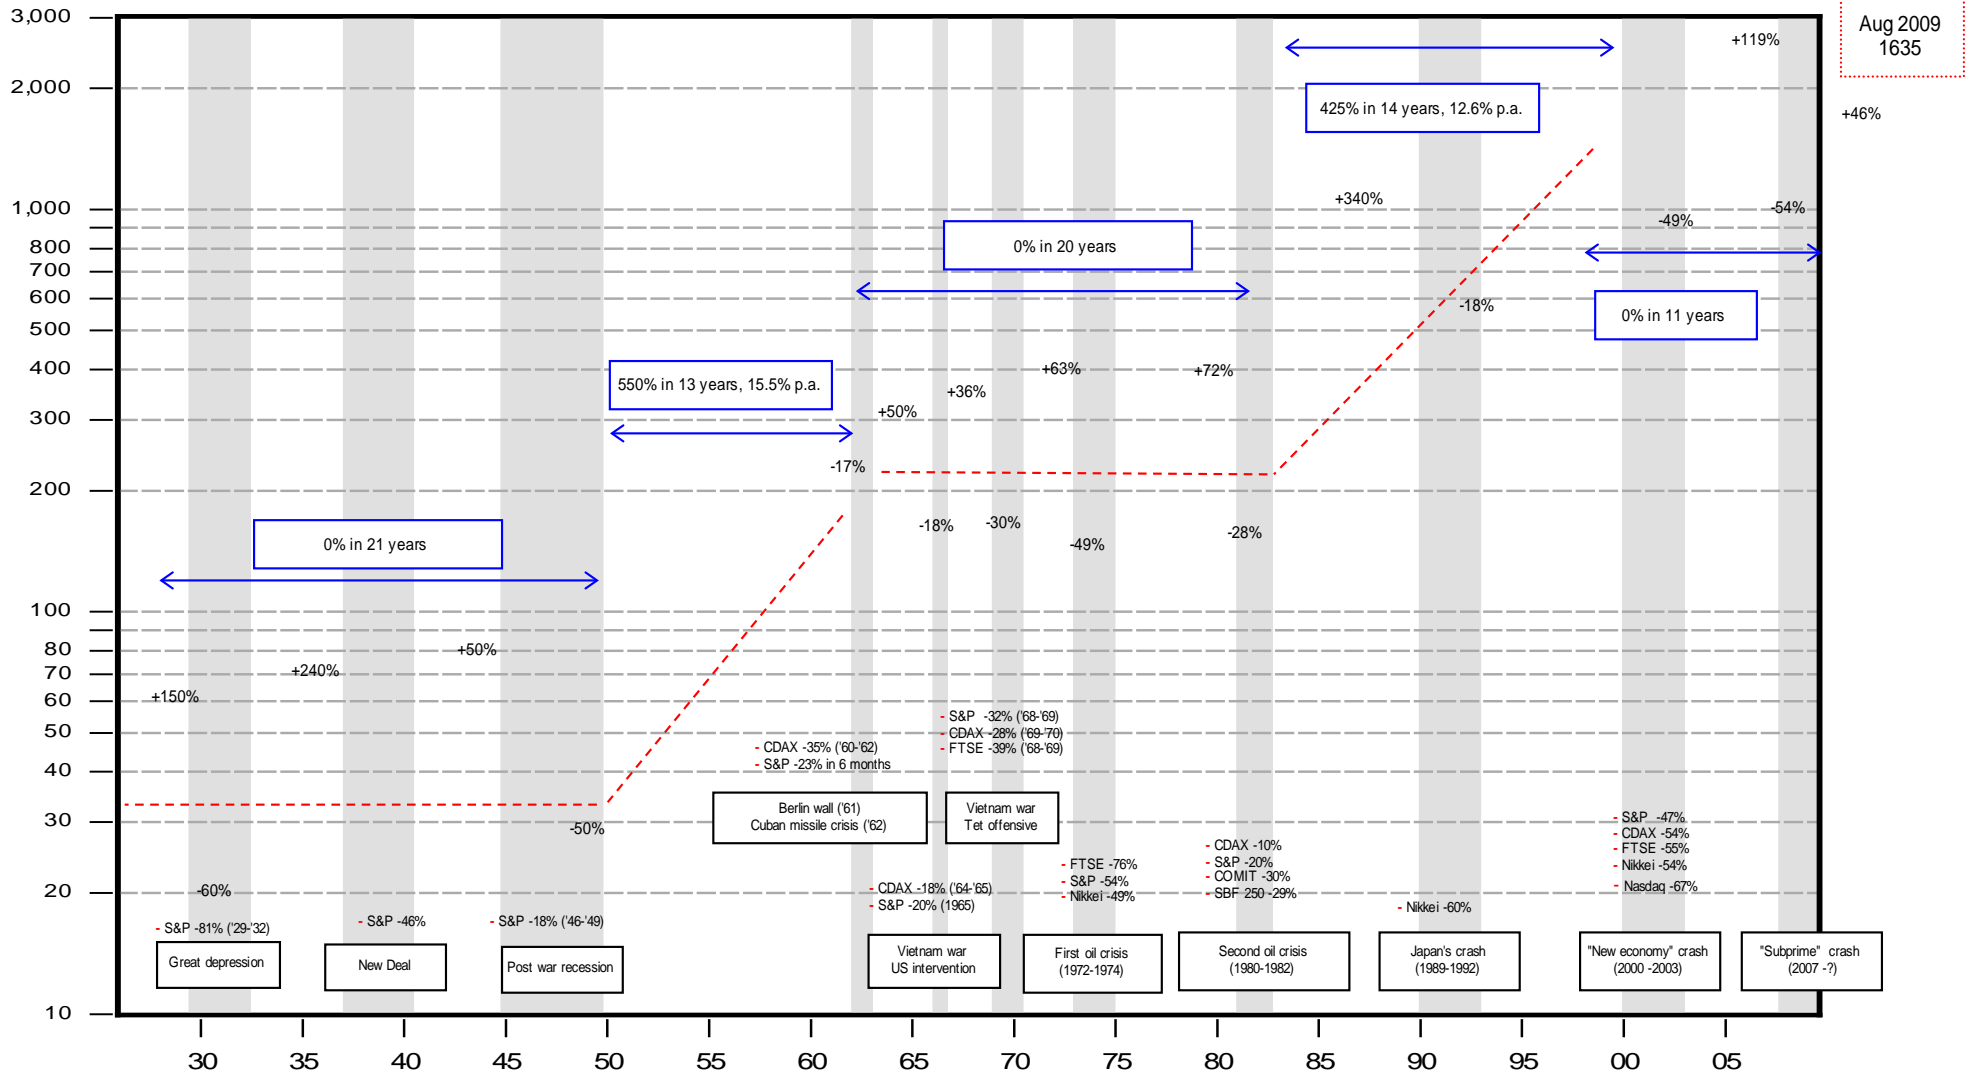 3,000
2,000
1,000
800
700
600
500
400
300
200
100
80
70
60
50
40
30
20
10
Aug 2009
1635
+119%
+46%
425% in 14 years, 12.6% p.a.
+340%
-49%
-54%
0% in 20 years
-18%
0% in 11 years
+63%
+72%
550% in 13 years, 15.5% p.a.
+36%
+50%
-17%
-18%
-30%
-49%
-28%
0% in 21 years
+50%
+240%
+150%
-50%
-60%
- S&P -32% ('68-'69)
- CDAX -28% ('69-'70)
- FTSE -39% ('68-'69)
- CDAX -35% ('60-'62)
- S&P -23% in 6 months
Berlin wall ('61)
Cuban missile crisis ('62)
Vietnam war
Tet offensive
- S&P -81% ('29-'32)
Great depression
- S&P -46%
New Deal
- S&P -18% ('46-'49)
Post war recession
- CDAX -18% ('64-'65)
- S&P -20% (1965)
Vietnam war
US intervention
- FTSE -76%
- S&P -54%
- Nikkei -49%
First oil crisis
(1972-1974)
- CDAX -10%
- S&P -20%
- COMIT -30%
- SBF 250 -29%
Second oil crisis
(1980-1982)
- Nikkei -60%
Japan's crash
(1989-1992)
- S&P -47%
- CDAX -54%
- FTSE -55%
- Nikkei -54%
- Nasdaq -67%
"New economy" crash
(2000 -2003)
"Subprime" crash
(2007 -?)
30 35 40 45 50 55 60 65 70 75 80 85 90 95 00 05